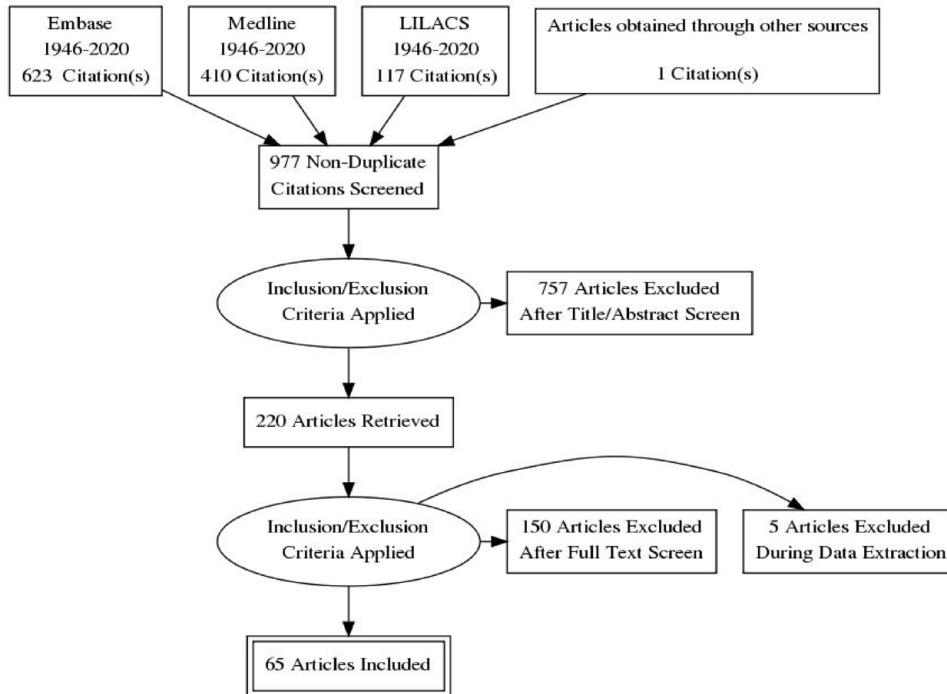 Embase
1946-2020
623 Citation(s)
Medline
1946-2020
410 Citation(s)
LILACS
1946-2020
117 Citation(s)
Articles obtained through other sources
1 Citation(s)
977 Non-Duplicate
Citations Screened
Inclusion/Exclusion
Criteria Applied
757 Articles Excluded
After Title/Abstract Screen
220 Articles Retrieved
Inclusion/Exclusion
Criteria Applied
150 Articles Excluded
After Full Text Screen
5 Articles Excluded
During Data Extraction
65 Articles Included